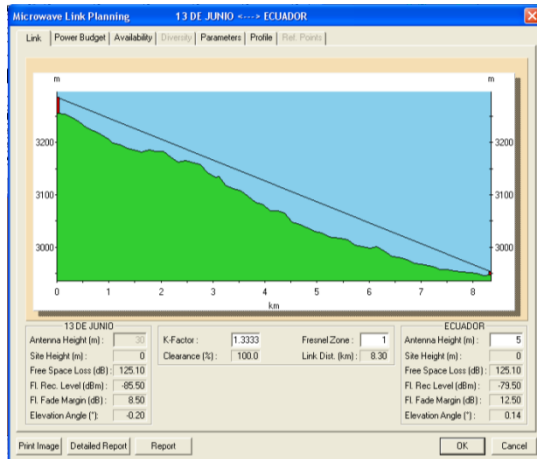 Microwave Link Planning 13 DE JUNIO <---> ECUADOR
Link Power Budget Availability Diversity Parameters Profile Ref. Points
m m
3200 3200
3100 3100
3000 3000
0 1 2 3 4 5 6 7 8
km
13 DE JUNIO
Antenna Height (m) : 30
Site Height (m) : 0
Free Space Loss (dB) : 125.10
Fl. Rec. Level (dBm) : -85.50
Fl. Fade Margin (dB) : 8.50
Elevation Angle (°): -0.20
K-Factor : 1.3333 Fresnel Zone : 1
Clearance (%) : 100.0 Link Dist. (km) : 8.30
ECUADOR
Antenna Height (m) : 5
Site Height (m) : 0
Free Space Loss (dB) : 125.10
Fl. Rec. Level (dBm) : -79.50
Fl. Fade Margin (dB) : 12.50
Elevation Angle (°): 0.14
Print Image Detailed Report Report OK Cancel